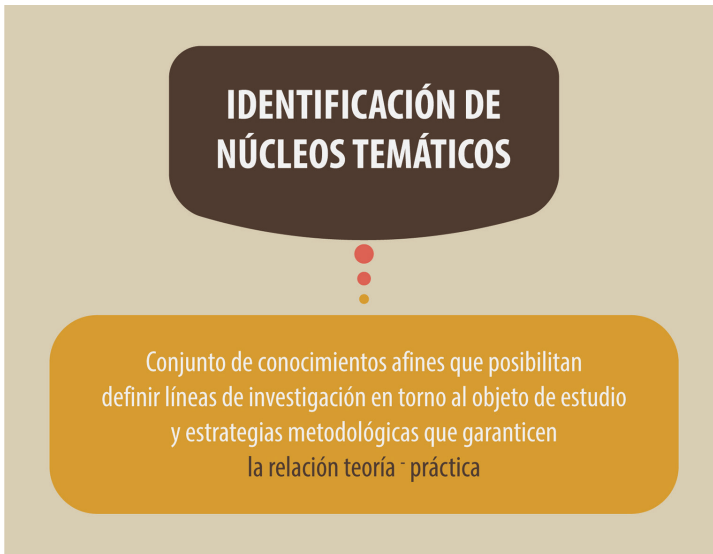 IDENTIFICACIÓN DE
NÚCLEOS TEMÁTICOS
Conjunto de conocimientos afines que posibilitan
definir líneas de investigación en torno al objeto de estudio
y estrategias metodológicas que garanticen
la relación teoría - práctica